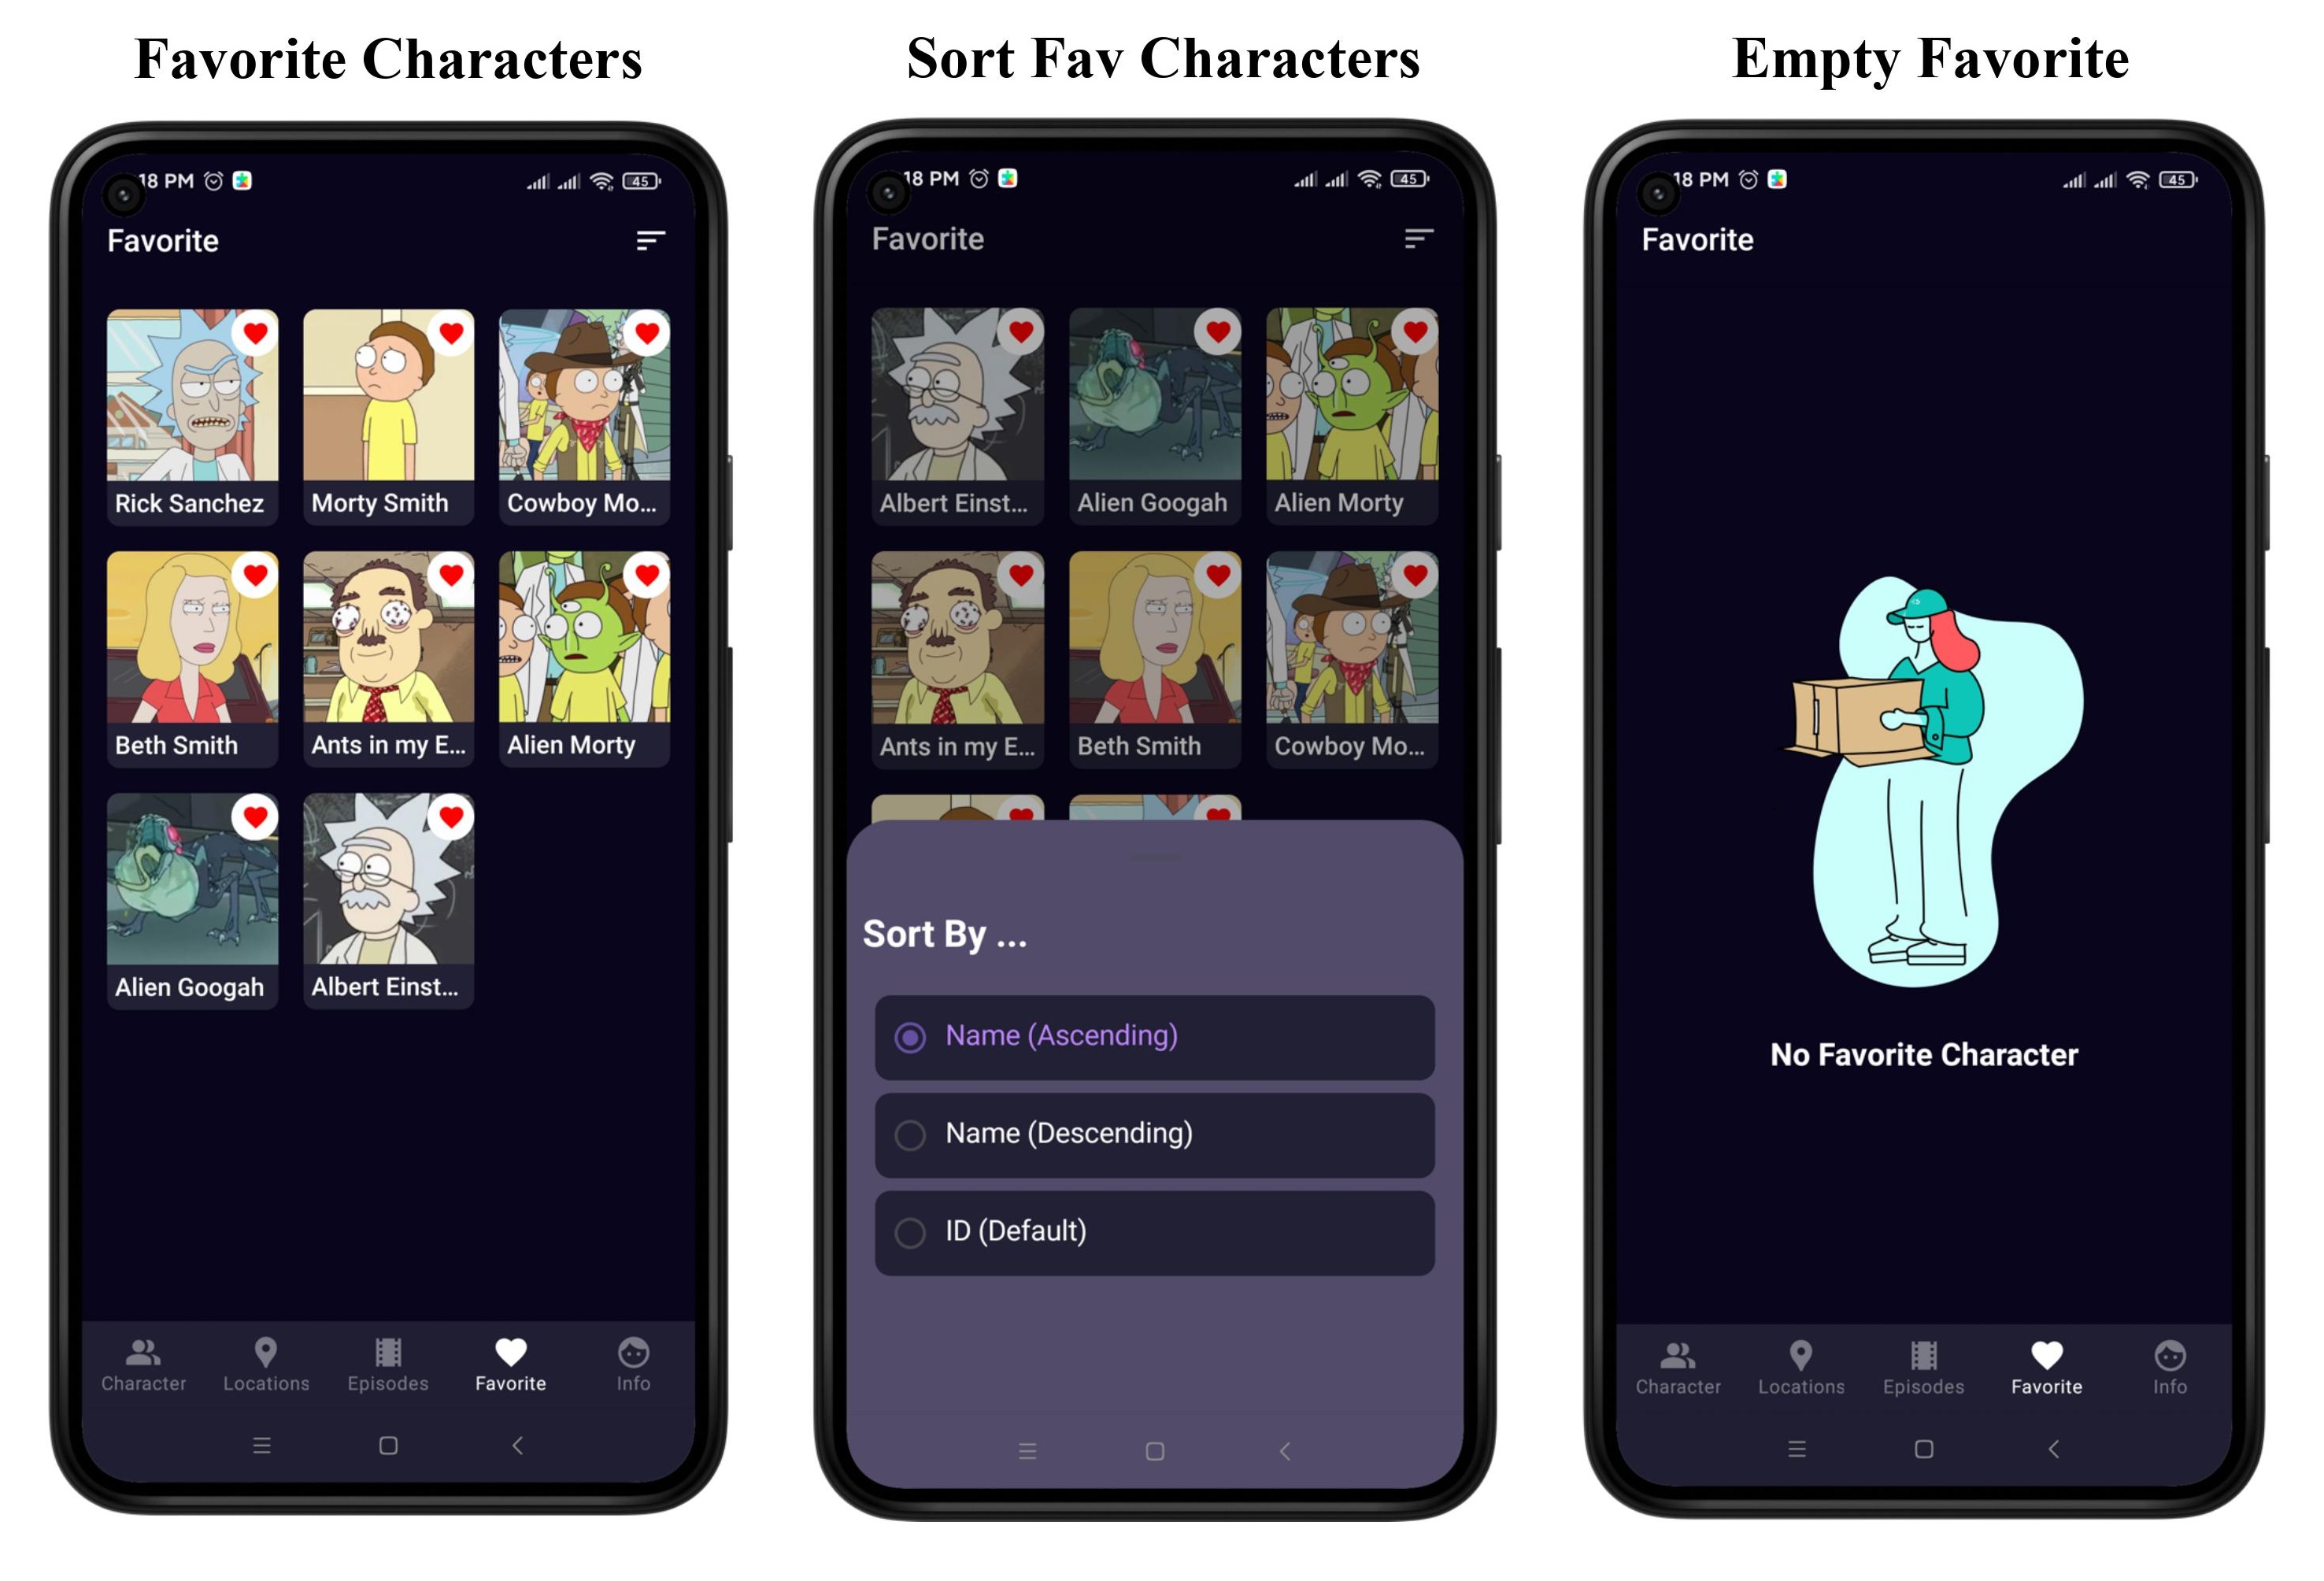 Favorite Characters
Sort Fav Characters
Empty Favorite
18 PM
45
Favorite
Rick Sanchez
Morty Smith
Cowboy Mo...
Beth Smith
Ants in my E...
Alien Morty
Alien Googah
Albert Einst...
Character
Locations
Episodes
Favorite
Info
18 PM
45
Favorite
Albert Einst...
Alien Googah
Alien Morty
Ants in my E...
Beth Smith
Cowboy Mo...
Sort By ...
Name (Ascending)
Name (Descending)
ID (Default)
18 PM
45
Favorite
No Favorite Character
Character
Locations
Episodes
Favorite
Info